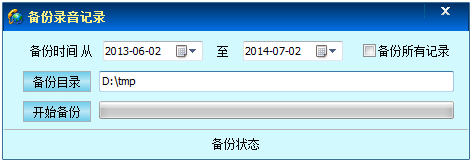 备份录音记录
备份时间 从 2013-06-02 至 2014-07-02 备份所有记录
备份目录 D:\tmp
开始备份
备份状态